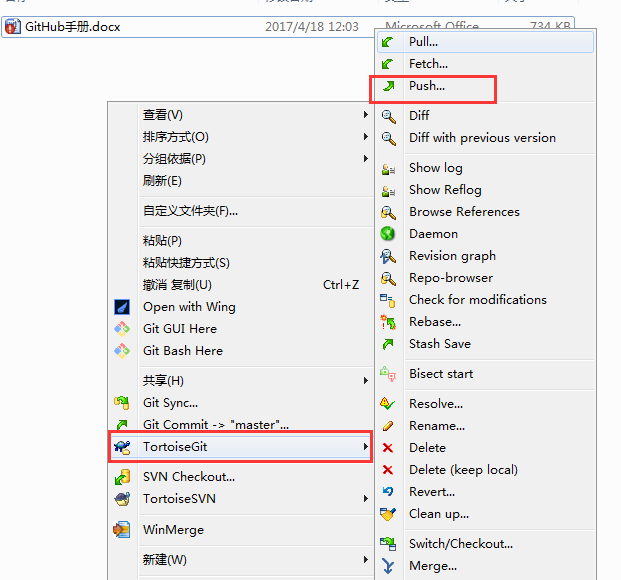 GitHub手册.docx
2017/4/18 12:03
Microsoft Office
734 KB
查看(V)
排序方式(O)
分组依据(P)
刷新(E)
自定义文件夹(F)...
粘贴(P)
粘贴快捷方式(S)
撤消 复制(U) Ctrl+Z
Open with Wing
Git GUI Here
Git Bash Here
共享(H)
Git Sync...
Git Commit -> "master"...
TortoiseGit
SVN Checkout...
TortoiseSVN
WinMerge
新建(W)
Pull...
Fetch...
Push...
Diff
Diff with previous version
Show log
Show Reflog
Browse References
Daemon
Revision graph
Repo-browser
Check for modifications
Rebase...
Stash Save
Bisect start
Resolve...
Rename...
Delete
Delete (keep local)
Revert...
Clean up...
Switch/Checkout...
Merge...